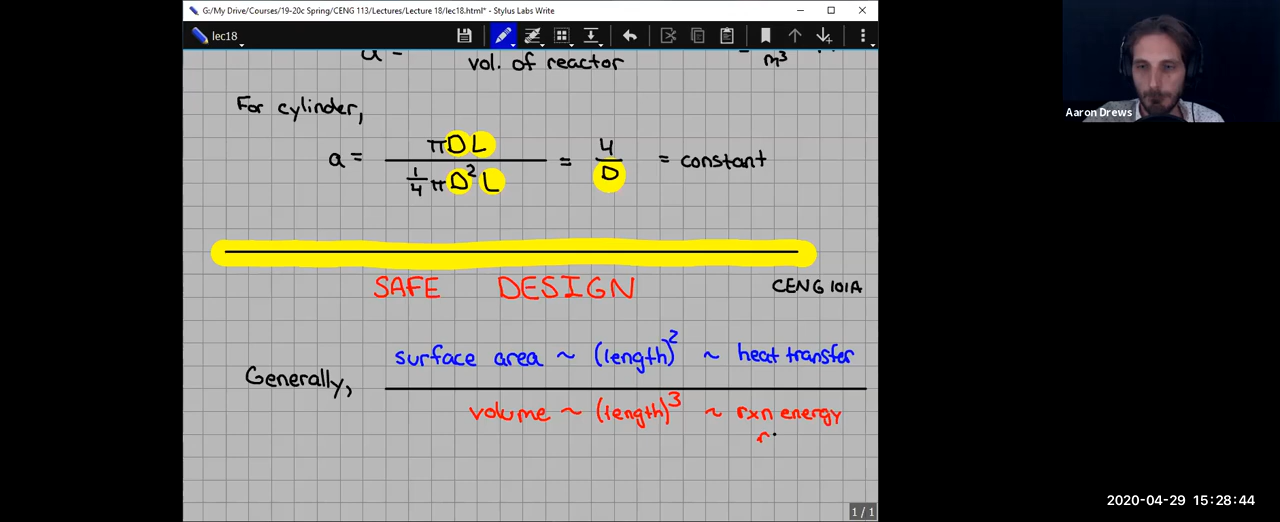 G:/My Drive/Courses/19-20c Spring/CENG 113/Lectures/Lecture 18/lec18.html* - Stylus Labs Write
lec18
a =
vol. of reactor
= m³
For cylinder,
a = πDL / ¼ πD²L = 4 / D = constant
SAFE DESIGN
CENG 101A
surface area ~ (length)² ~ heat transfer
Generally,
volume ~ (length)³ ~ rxn energy
r
1 / 1
Aaron Drews
2020-04-29 15:28:44